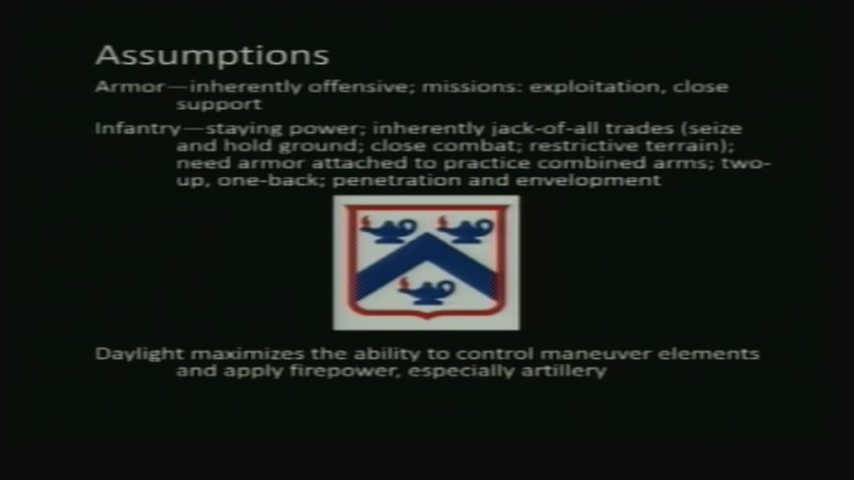 Assumptions
Armor—inherently offensive; missions: exploitation, close
support
Infantry—staying power; inherently jack-of-all trades (seize
and hold ground; close combat; restrictive terrain);
need armor attached to practice combined arms; two-
up, one-back; penetration and envelopment
Daylight maximizes the ability to control maneuver elements
and apply firepower, especially artillery